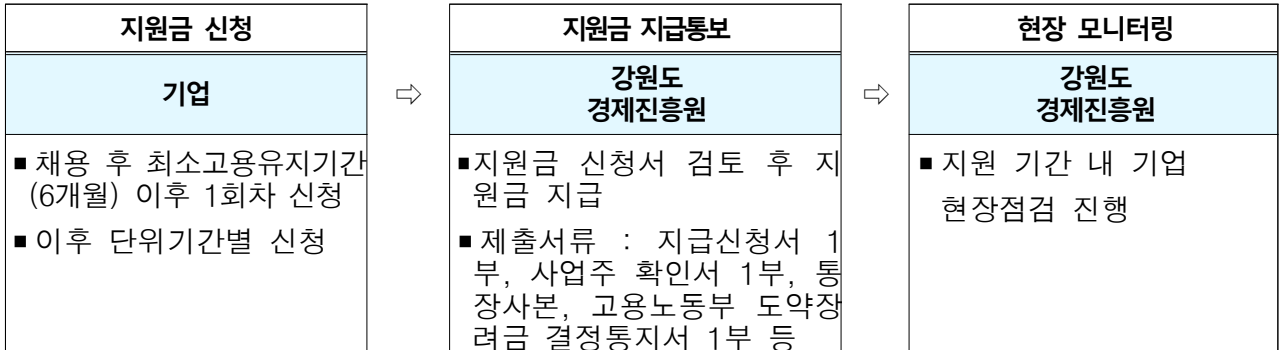 지원금 신청
기업
■ 채용 후 최소고용유지기간
(6개월) 이후 1회차 신청
■ 이후 단위기간별 신청
⇨
지원금 지급통보
강원도
경제진흥원
■지원금 신청서 검토 후 지
원금 지급
■ 제출서류 : 지급신청서 1
부, 사업주 확인서 1부, 통
장사본, 고용노동부 도약장
려금 결정통지서 1부 등
⇨
현장 모니터링
강원도
경제진흥원
■ 지원 기간 내 기업
현장점검 진행